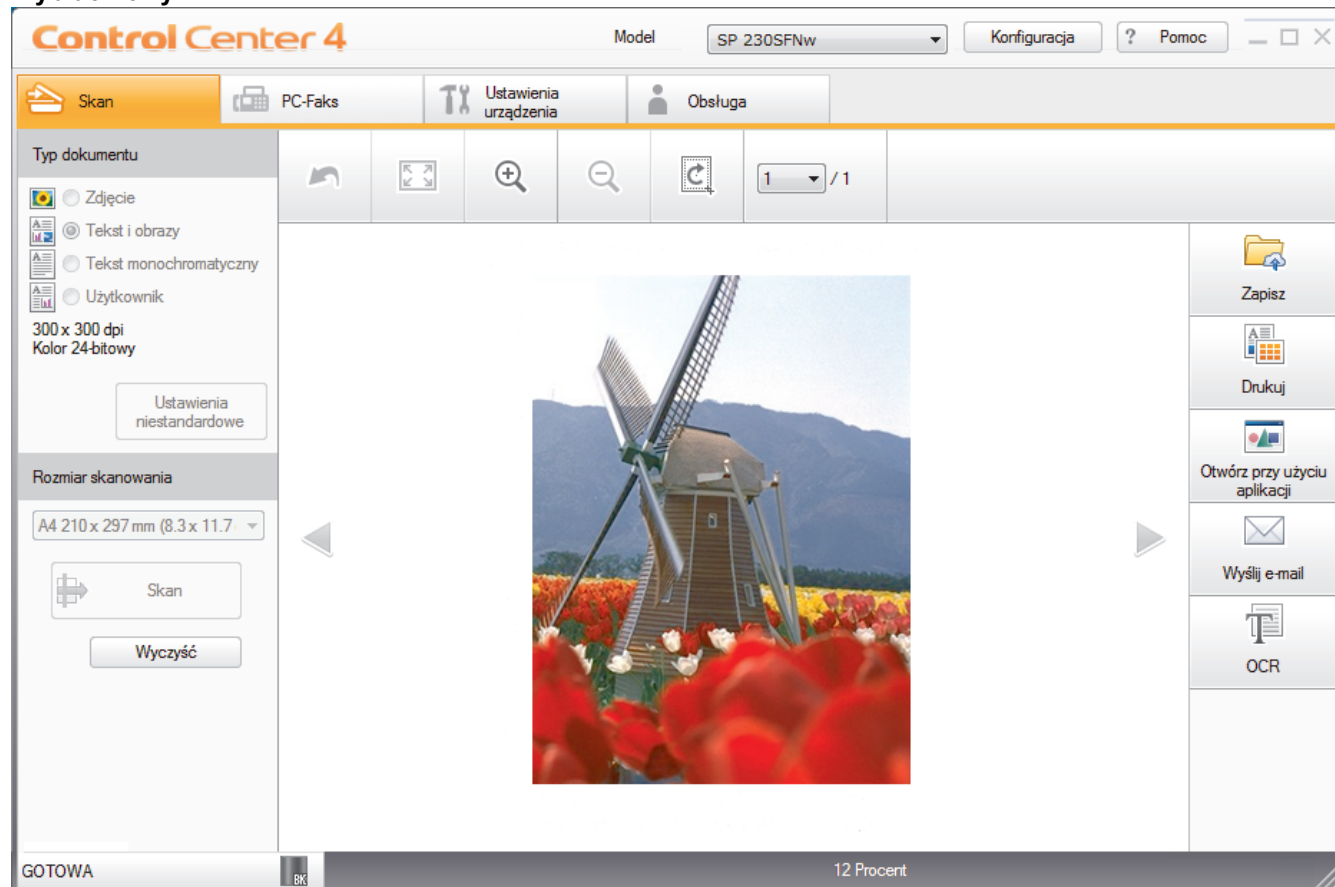 Control Center 4
Model
SP 230SFNw
Konfiguracja
? Pomoc
Skan
PC-Faks
Ustawienia
urządzenia
Obsługa
Typ dokumentu
Zdjęcie
Tekst i obrazy
Tekst monochromatyczny
Użytkownik
300 x 300 dpi
Kolor 24-bitowy
Ustawienia
niestandardowe
Rozmiar skanowania
A4 210 x 297 mm (8.3 x 11.7
Skan
Wyczyść
1 / 1
Zapisz
Drukuj
Otwórz przy użyciu
aplikacji
Wyślij e-mail
OCR
GOTOWA
BK
12 Procent